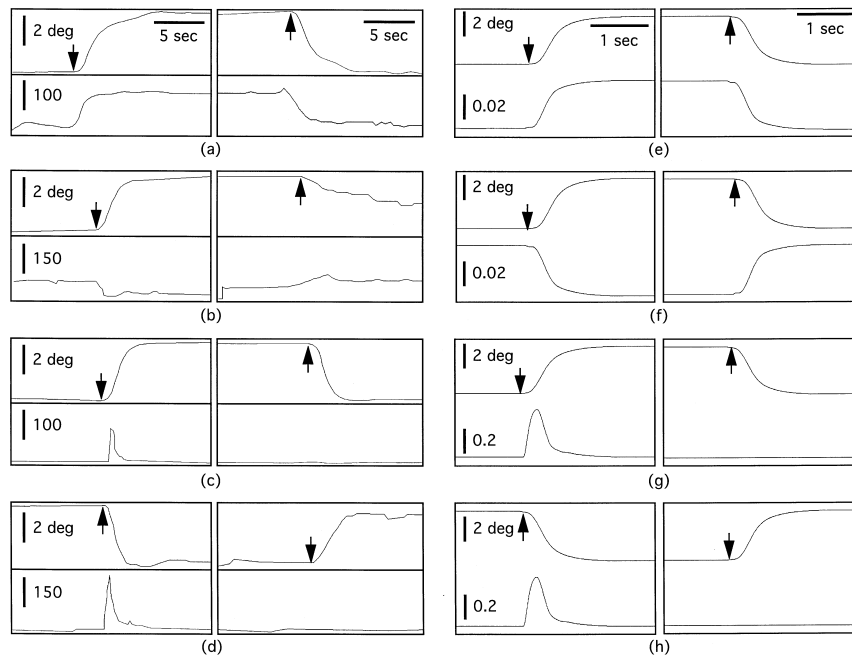 2 deg
5 sec
5 sec
100
(a)
2 deg
150
(b)
2 deg
100
(c)
2 deg
150
(d)
2 deg
1 sec
1 sec
0.02
(e)
2 deg
0.02
(f)
2 deg
0.2
(g)
2 deg
0.2
(h)